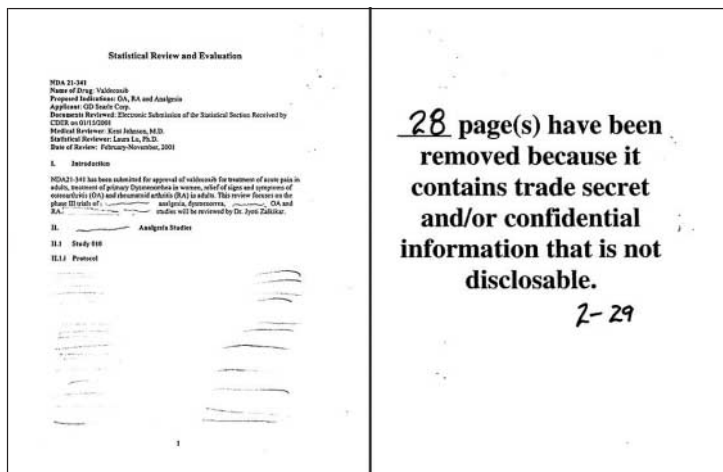 Statistical Review and Evaluation
NDA 21-341
Name of Drug: Valdecoxib
Proposed Indications: OA, RA and Analgesia
Applicant: GD Searle Corp.
Documents Reviewed: Electronic Submission of the Statistical Section Received by
CDER on 01/15/2001
Medical Reviewer: Kent Johnson, M.D.
Statistical Reviewer: Laura Lu, Ph.D.
Date of Review: February-November, 2001
I. Introduction
NDA21-341 has been submitted for approval of valdecoxib for treatment of acute pain in
adults, treatment of primary Dysmenorrhea in women, relief of signs and symptoms of
osteoarthritis (OA) and rheumatoid arthritis (RA) in adults. This review focuses on the
phase III trials of analgesia, dysmenorrhea, OA and
RA. studies will be reviewed by Dr. Jyoti Zalkikar.
II. Analgesia Studies
II.1 Study 010
II.1.1 Protocol
1
28 page(s) have been
removed because it
contains trade secret
and/or confidential
information that is not
disclosable.
2-29